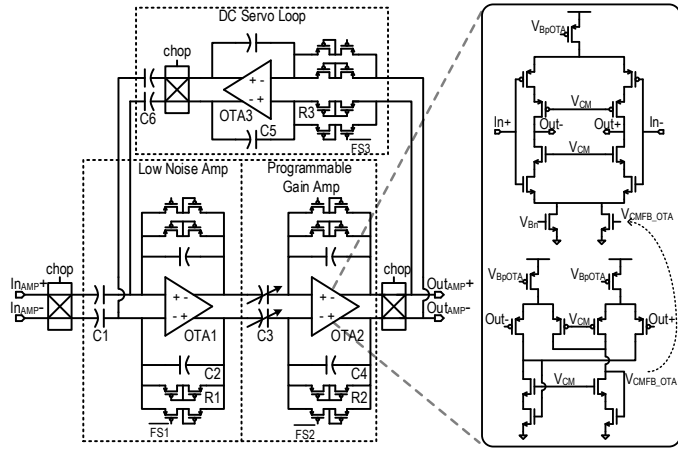 DC Servo Loop
chop
+ -
- +
OTA3
C5
R3
FS3
C6
Low Noise Amp
Programmable
Gain Amp
InAMP+
InAMP-
chop
C1
+ -
- +
OTA1
C2
R1
FS1
C3
+ -
- +
OTA2
C4
R2
FS2
chop
OutAMP+
OutAMP-
VBpOTA
In+
VCM
In-
Out-
Out+
VCM
VBn
VCMFB_OTA
VBpOTA
VBpOTA
Out-
VCM
Out+
VCM
VCMFB_OTA